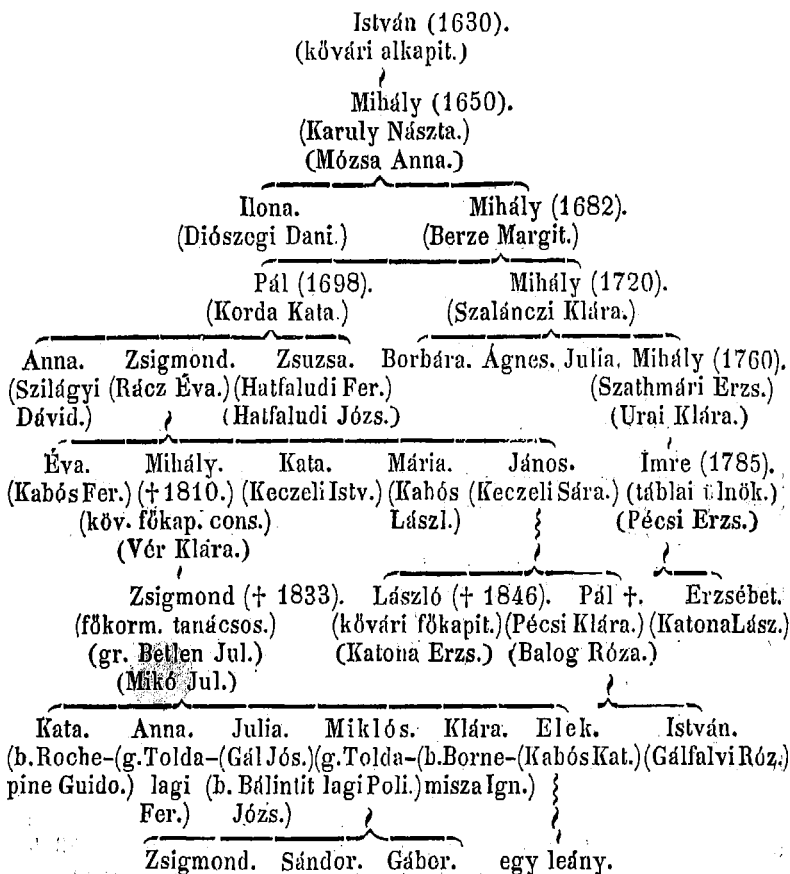 István (1630).
(kővári alkapit.)
Mihály (1650).
(Karuly Nászta.)
(Mózsa Anna.)
Ilona. Mihály (1682).
(Diószegi Dani.) (Berze Margit.)
Pál (1698). Mihály (1720).
(Korda Kata.) (Szalánczi Klára.)
Anna. Zsigmond. Zsuzsa. Borbára. Ágnes. Julia. Mihály (1760).
(Szilágyi (Rácz Éva.) (Hatfaludi Fer.) (Szathmári Erzs.)
Dávid.) (Hatfaludi Józs.) (Urai Klára.)
Éva. Mihály. Kata. Mária. János. Imre (1785).
(Kabós Fer.) († 1810.) (Keczeli Istv.) (Kabós (Keczeli Sára.) (táblai ülnök.)
(köv. főkap. cons.) Lászl.) (Pécsi Erzs.)
(Vér Klára.)
Zsigmond († 1833). László († 1846). Pál †. Erzsébet.
(főkorm. tanácsos.) (kővári főkapit.) (Pécsi Klára.) (Katona Lász.)
(gr. Betlen Jul.) (Katona Erzs.) (Balog Róza.)
(Mikó Jul.)
Kata. Anna. Julia. Miklós. Klára. Elek. István.
(b. Roche- (g. Tolda- (Gál Jós.) (g. Tolda- (b. Borne- (Kabós Kat.) (Gálfalvi Róz.)
pine Guido.) lagi (b. Bálintit lagi Poli.) misza Ign.)
Fer.) Józs.)
Zsigmond. Sándor. Gábor. egy leány.